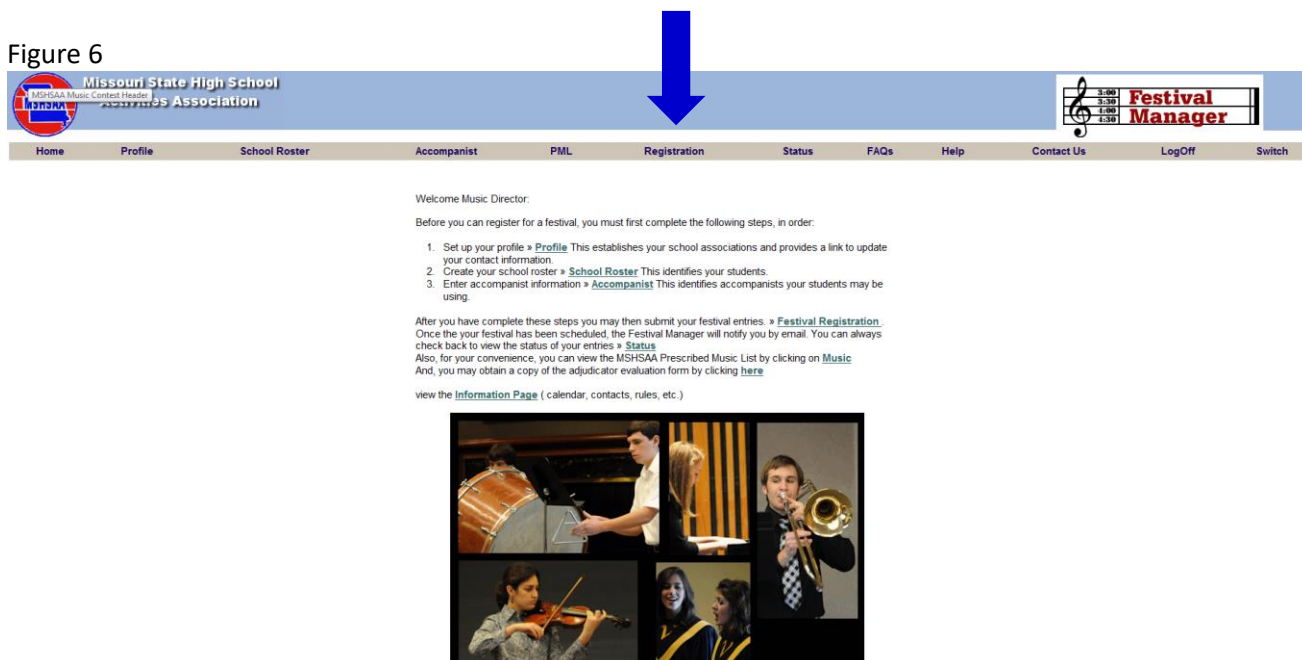 Figure 6
Missouri State High School
Activities Association
MSHSAA Music Contest Header
MSHSAA
3:00
3:30
4:00
4:30
Festival
Manager
Home Profile School Roster Accompanist PML Registration Status FAQs Help Contact Us LogOff Switch
Welcome Music Director:
Before you can register for a festival, you must first complete the following steps, in order:
1. Set up your profile » Profile This establishes your school associations and provides a link to update
your contact information.
2. Create your school roster » School Roster This identifies your students.
3. Enter accompanist information » Accompanist This identifies accompanists your students may be
using.
After you have complete these steps you may then submit your festival entries. » Festival Registration .
Once the your festival has been scheduled, the Festival Manager will notify you by email. You can always
check back to view the status of your entries » Status
Also, for your convenience, you can view the MSHSAA Prescribed Music List by clicking on Music
And, you may obtain a copy of the adjudicator evaluation form by clicking here
view the Information Page ( calendar, contacts, rules, etc.)